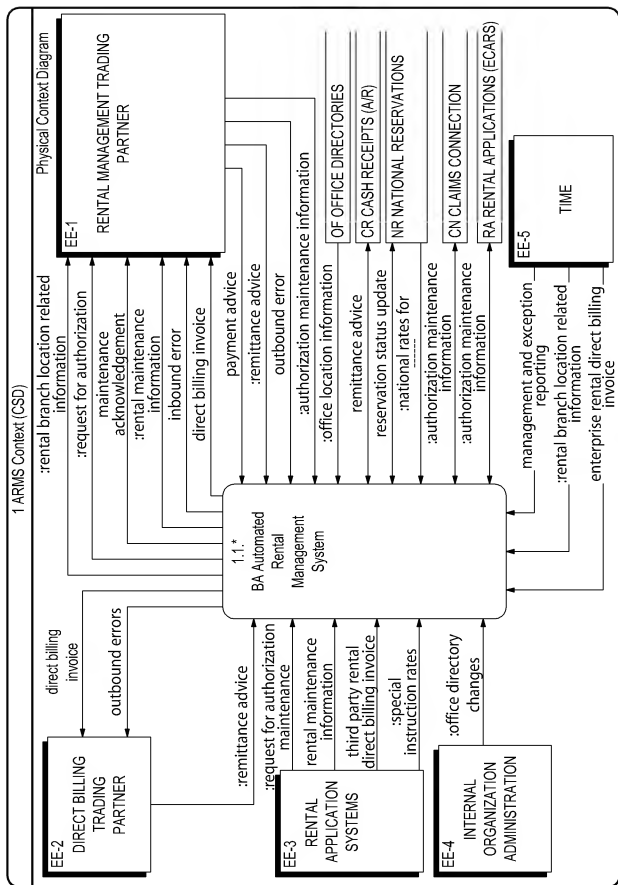 1 ARMS Context (CSD)
Physical Context Diagram
EE-2
DIRECT BILLING
TRADING
PARTNER
direct billing
invoice
outbound errors
:remittance advice
EE-1
RENTAL MANAGEMENT TRADING
PARTNER
:rental branch location related
information
:request for authorization
maintenance
acknowledgement
:rental maintenance
information
inbound error
direct billing invoice
payment advice
:remittance advice
outbound error
:authorization maintenance information
EE-3
RENTAL
APPLICATION
SYSTEMS
:request for authorization
maintenance
rental maintenance
information
third party rental
direct billing invoice
:special
instruction rates
1.1.*
BA Automated
Rental
Management
System
:office location information
OF OFFICE DIRECTORIES
remittance advice
CR CASH RECEIPTS (A/R)
reservation status update
NR NATIONAL RESERVATIONS
:national rates for
:authorization maintenance
information
CN CLAIMS CONNECTION
:authorization maintenance
information
RA RENTAL APPLICATIONS (ECARS)
EE-4
INTERNAL
ORGANIZATION
ADMINISTRATION
:office directory
changes
EE-5
TIME
management and exception
reporting
:rental branch location related
information
enterprise rental direct billing
invoice